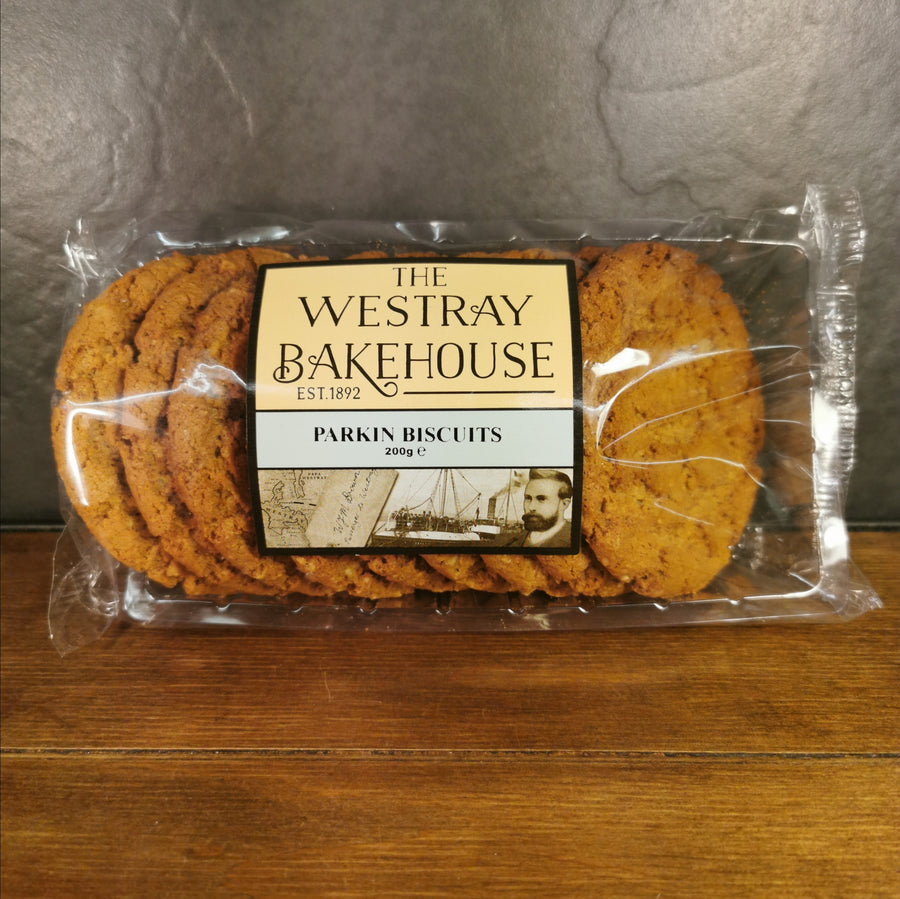 THE
WESTRAY
BAKEHOUSE
EST.1892
PARKIN BISCUITS
200g ℮